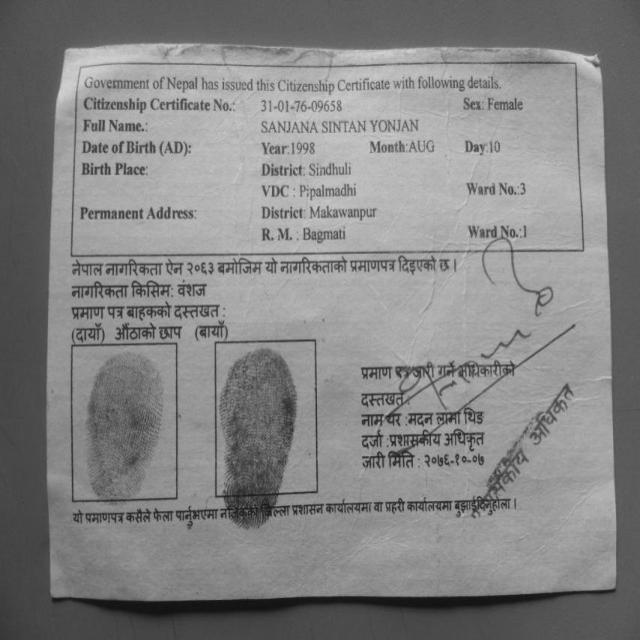 Government of Nepal has issued this Citizenship Certificate with following details.
Citizenship Certificate No.: 31-01-76-09658 Sex: Female
Full Name.: SANJANA SINTAN YONJAN
Date of Birth (AD): Year:1998 Month:AUG Day:10
Birth Place: District: Sindhuli
VDC : Pipalmadhi Ward No.:3
Permanent Address: District: Makawanpur
R. M. : Bagmati Ward No.:1
नेपाल नागरिकता ऐन २०६३ बमोजिम यो नागरिकताको प्रमाणपत्र दिइएको छ।
नागरिकता किसिम: वंशज
प्रमाण पत्र बाहकको दस्तखत :
(दायाँ) औंठाको छाप (बायाँ)
प्रमाण पत्र जारी गर्ने अधिकारीको
दस्तखत:
नाम थर : मदन लामा थिङ
दर्जा : प्रशासकीय अधिकृत
जारी मिति : २०७६-१०-०७
प्रशासकीय अधिकृत
यो प्रमाणपत्र कसैले फेला पार्नुभएमा नजिकको जिल्ला प्रशासन कार्यालयमा वा प्रहरी कार्यालयमा बुझाईदिनुहोला।